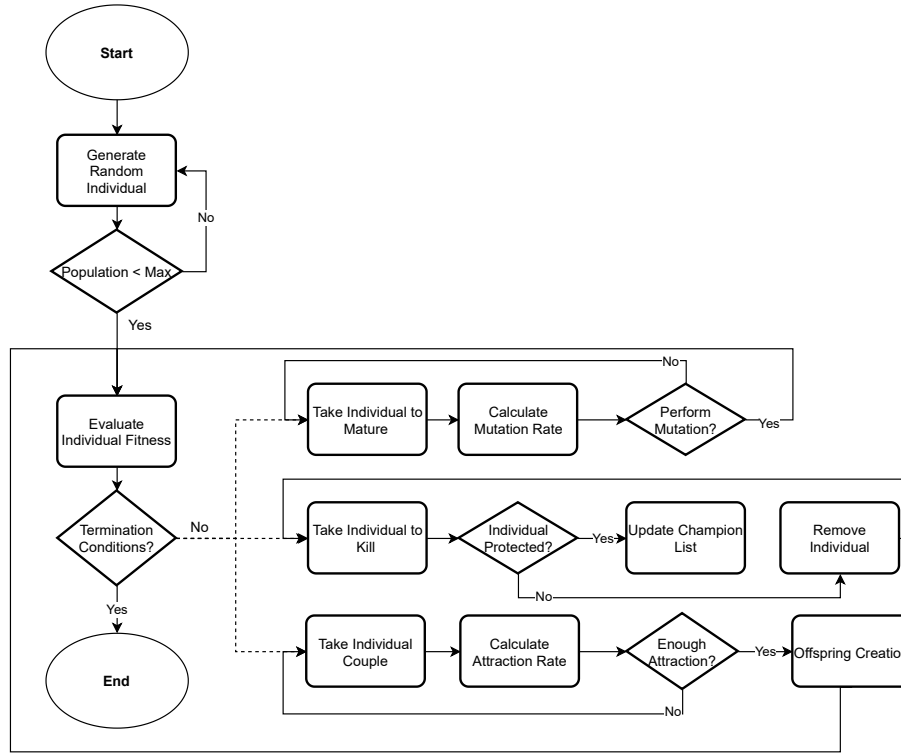 Start
Generate
Random
Individual
No
Population < Max
Yes
No
Evaluate
Individual Fitness
Take Individual to
Mature
Calculate
Mutation Rate
Perform
Mutation?
Yes
Termination
Conditions?
No
Take Individual to
Kill
Individual
Protected?
Yes
Update Champion
List
Remove
Individual
No
Yes
End
Take Individual
Couple
Calculate
Attraction Rate
Enough
Attraction?
Yes
Offspring Creation
No